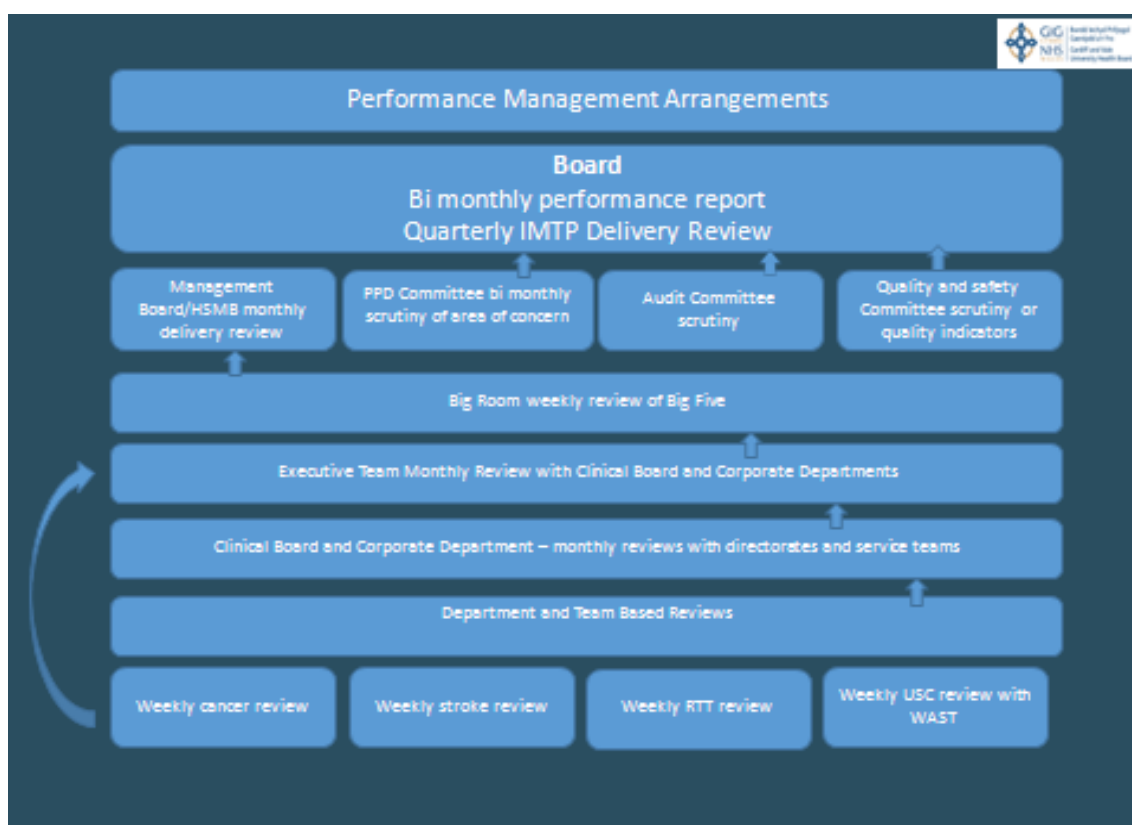 GIG
NHS
Performance Management Arrangements
Board
Bi monthly performance report
Quarterly IMTP Delivery Review
Management
Board/HSMB monthly
delivery review
PPD Committee bi monthly
scrutiny of area of concern
Audit Committee
scrutiny
Quality and safety
Committee scrutiny or
quality indicators
Big Room weekly review of Big Five
Executive Team Monthly Review with Clinical Board and Corporate Departments
Clinical Board and Corporate Department – monthly reviews with directorates and service teams
Department and Team Based Reviews
Weekly cancer review
Weekly stroke review
Weekly RTT review
Weekly USC review with
WAST